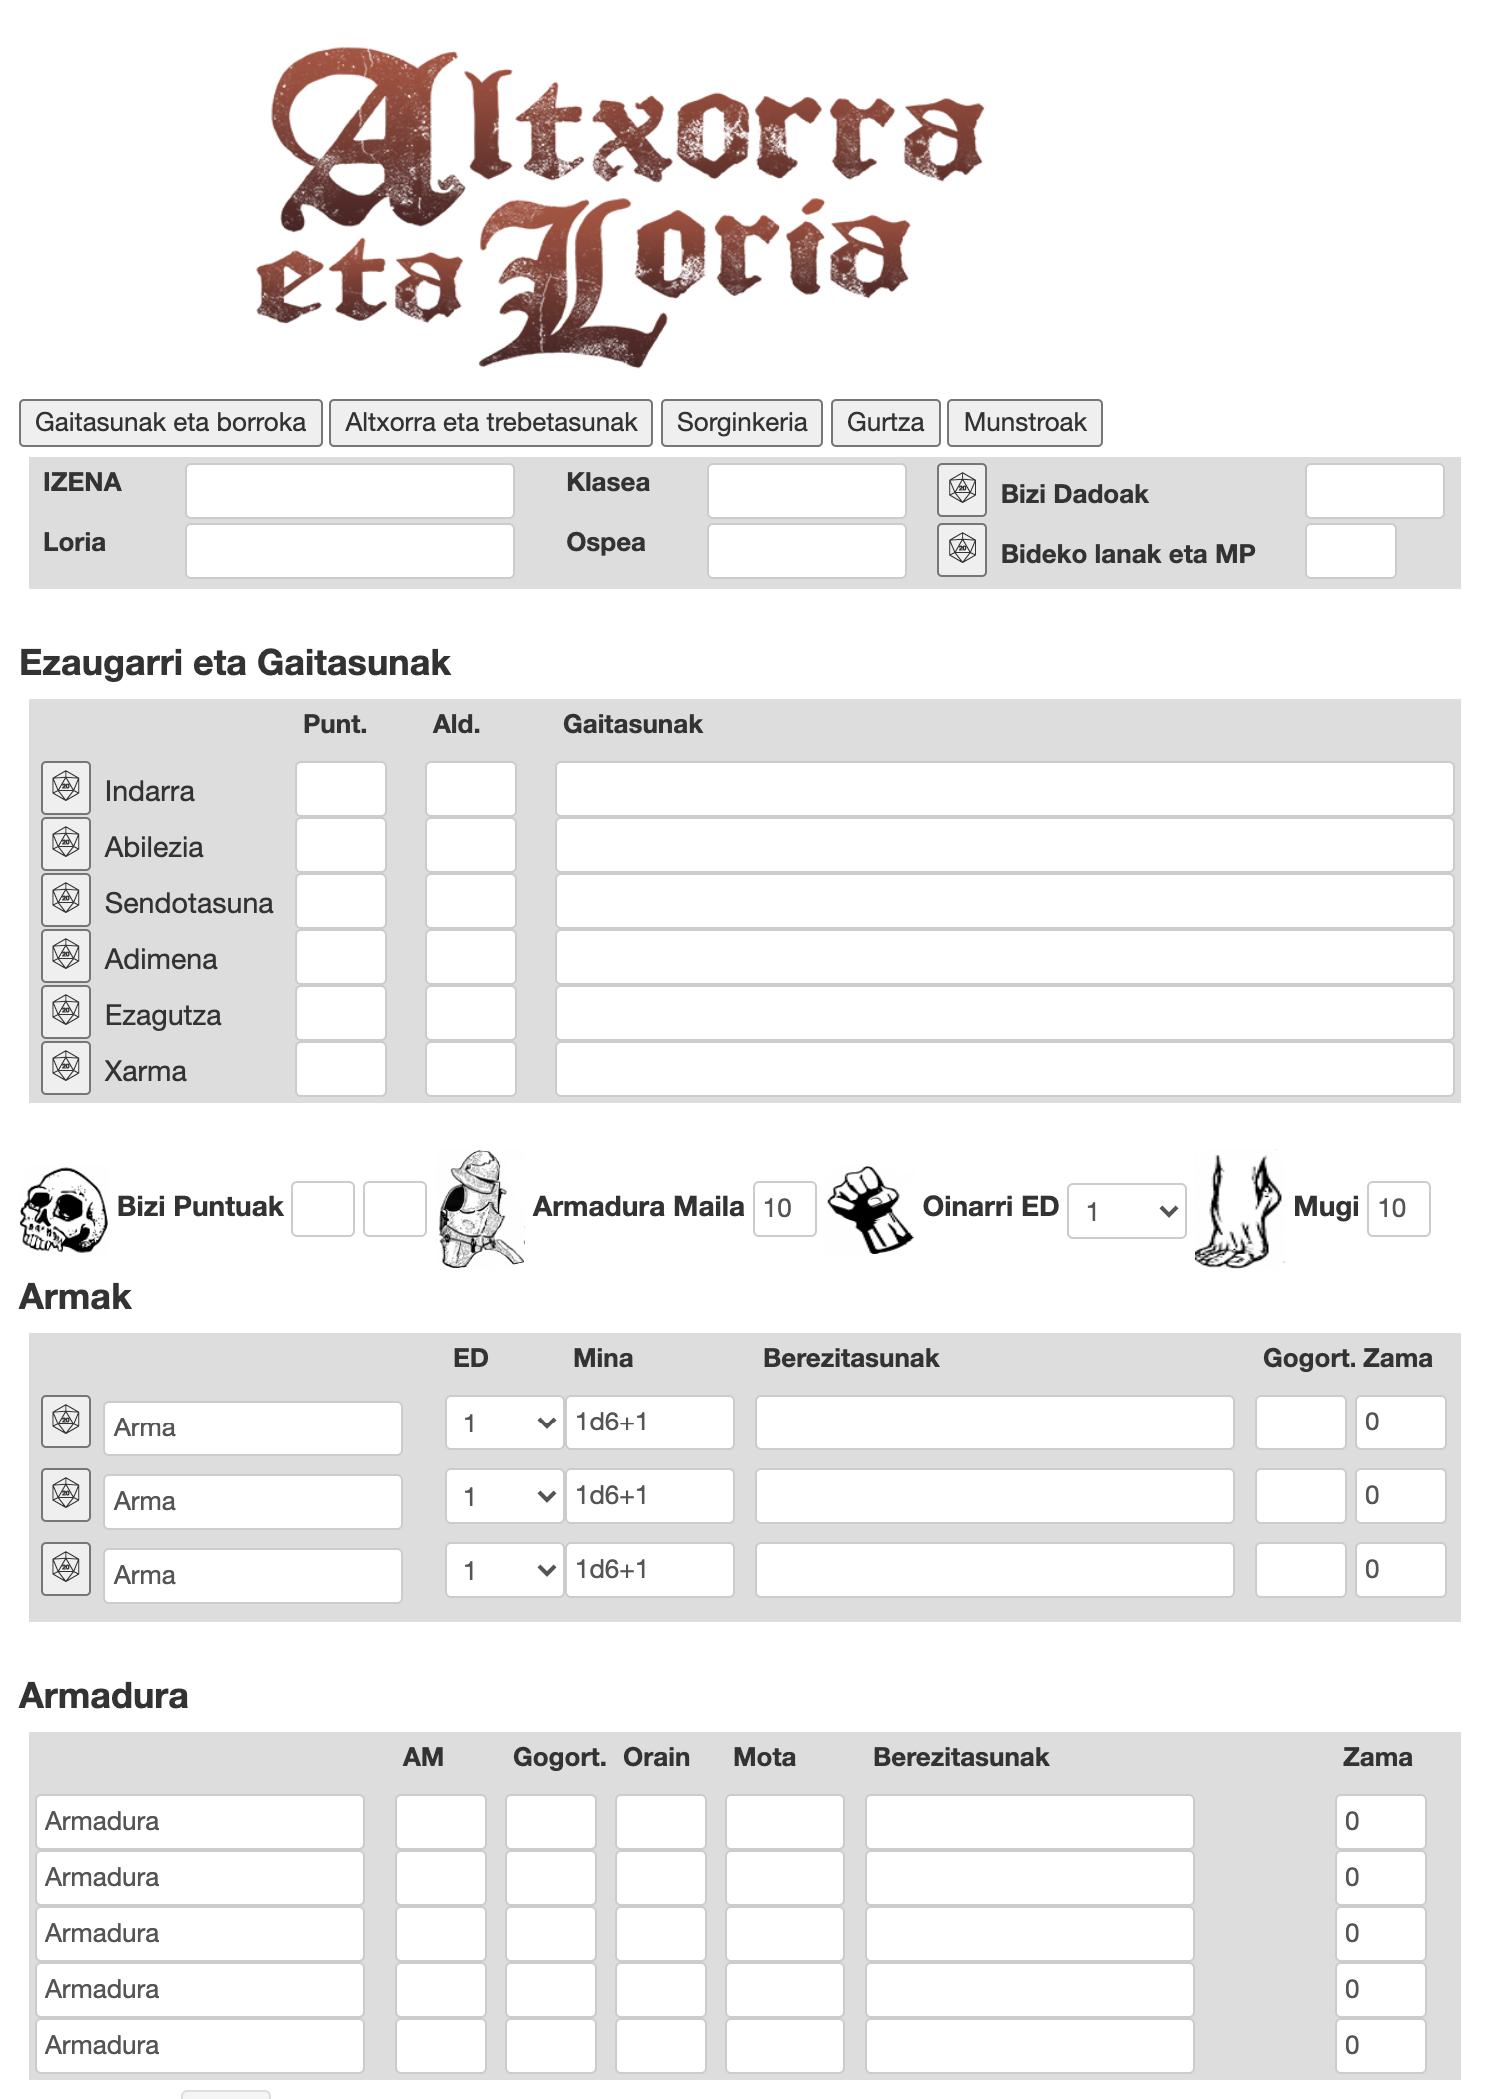 Altxorra
eta Loria
Gaitasunak eta borroka Altxorra eta trebetasunak Sorginkeria Gurtza Munstroak
IZENA Klasea Bizi Dadoak
Loria Ospea Bideko lanak eta MP
Ezaugarri eta Gaitasunak
Punt. Ald. Gaitasunak
Indarra
Abilezia
Sendotasuna
Adimena
Ezagutza
Xarma
Bizi Puntuak Armadura Maila 10 Oinarri ED 1 Mugi 10
Armak
ED Mina Berezitasunak Gogort. Zama
Arma 1 1d6+1 0
Arma 1 1d6+1 0
Arma 1 1d6+1 0
Armadura
AM Gogort. Orain Mota Berezitasunak Zama
Armadura 0
Armadura 0
Armadura 0
Armadura 0
Armadura 0